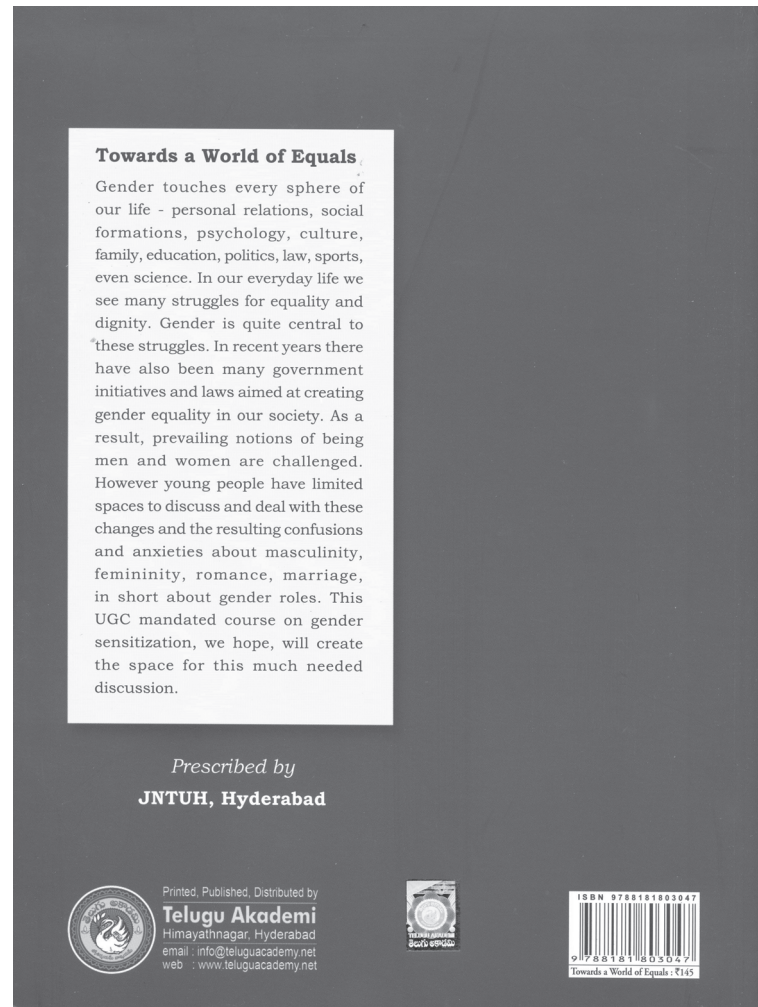 Towards a World of Equals
Gender touches every sphere of
our life - personal relations, social
formations, psychology, culture,
family, education, politics, law, sports,
even science. In our everyday life we
see many struggles for equality and
dignity. Gender is quite central to
these struggles. In recent years there
have also been many government
initiatives and laws aimed at creating
gender equality in our society. As a
result, prevailing notions of being
men and women are challenged.
However young people have limited
spaces to discuss and deal with these
changes and the resulting confusions
and anxieties about masculinity,
femininity, romance, marriage,
in short about gender roles. This
UGC mandated course on gender
sensitization, we hope, will create
the space for this much needed
discussion.
Prescribed by
JNTUH, Hyderabad
Printed, Published, Distributed by
Telugu Akademi
Himayathnagar, Hyderabad
email : info@teluguacademy.net
web : www.teluguacademy.net
TELUGU AKADEMI
తెలుగు అకాడమి
ISBN 9788181803047
9 788181 803047
Towards a World of Equals : ₹145